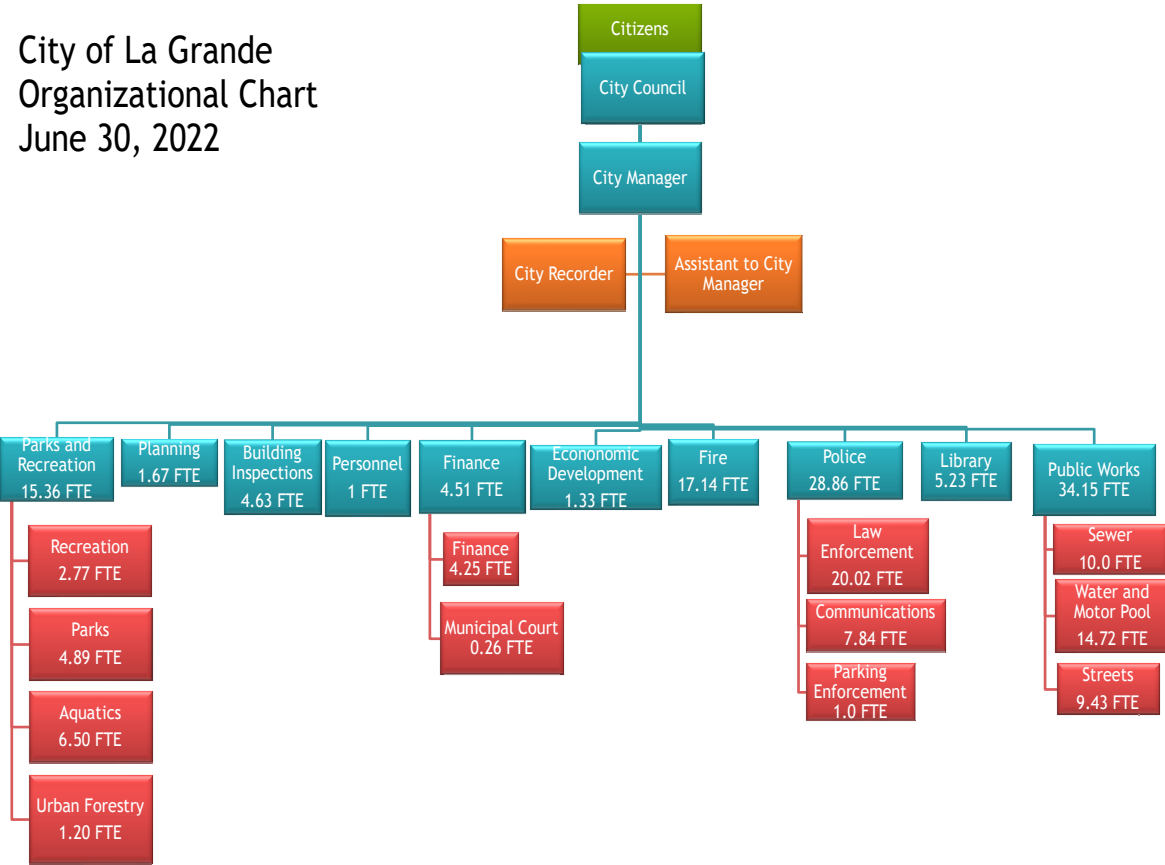 City of La Grande
Organizational Chart
June 30, 2022
Citizens
City Council
City Manager
City Recorder
Assistant to City
Manager
Parks and
Recreation
15.36 FTE
Planning
1.67 FTE
Building
Inspections
4.63 FTE
Personnel
1 FTE
Finance
4.51 FTE
Econonomic
Development
1.33 FTE
Fire
17.14 FTE
Police
28.86 FTE
Library
5.23 FTE
Public Works
34.15 FTE
Recreation
2.77 FTE
Parks
4.89 FTE
Aquatics
6.50 FTE
Urban Forestry
1.20 FTE
Finance
4.25 FTE
Municipal Court
0.26 FTE
Law
Enforcement
20.02 FTE
Communications
7.84 FTE
Parking
Enforcement
1.0 FTE
Sewer
10.0 FTE
Water and
Motor Pool
14.72 FTE
Streets
9.43 FTE